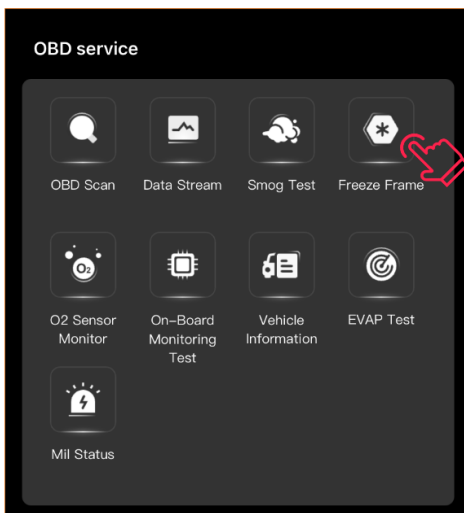 OBD service
OBD Scan
Data Stream
Smog Test
Freeze Frame
O2
O2 Sensor
Monitor
On-Board
Monitoring
Test
Vehicle
Information
EVAP Test
Mil Status